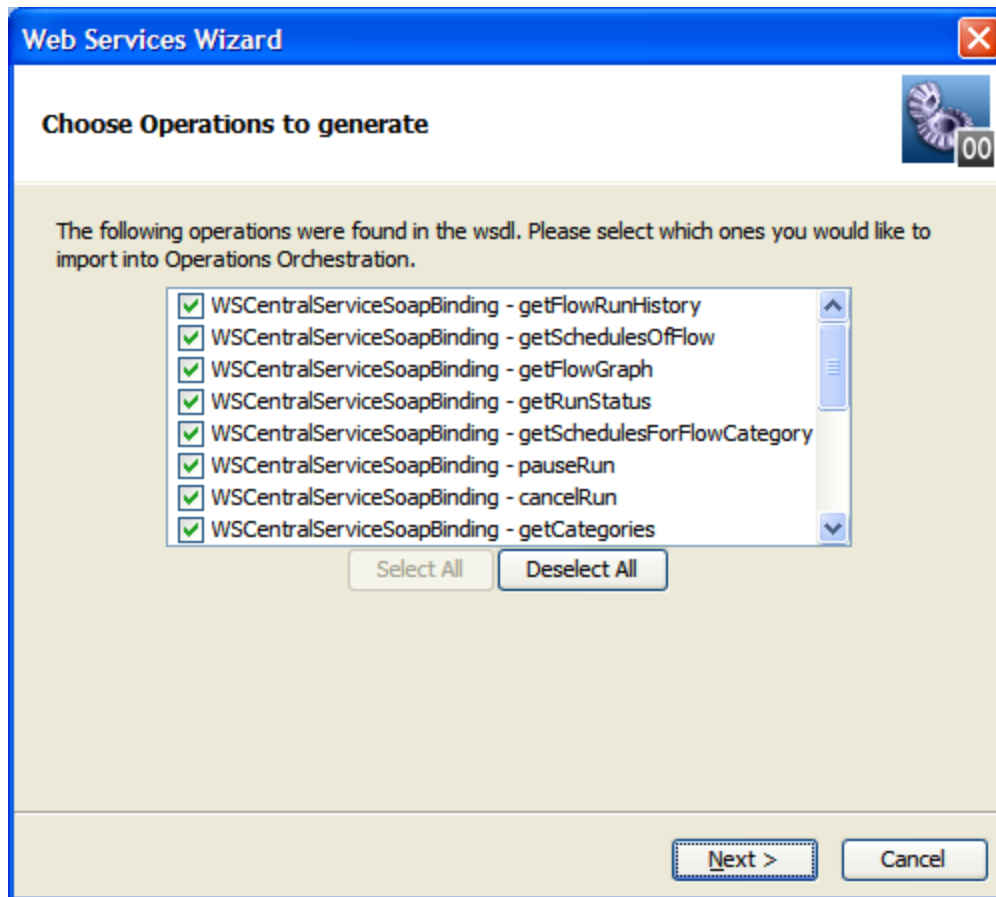 Web Services Wizard
Choose Operations to generate
OO
The following operations were found in the wsdl. Please select which ones you would like to
import into Operations Orchestration.
WSCentralServiceSoapBinding - getFlowRunHistory
WSCentralServiceSoapBinding - getSchedulesOfFlow
WSCentralServiceSoapBinding - getFlowGraph
WSCentralServiceSoapBinding - getRunStatus
WSCentralServiceSoapBinding - getSchedulesForFlowCategory
WSCentralServiceSoapBinding - pauseRun
WSCentralServiceSoapBinding - cancelRun
WSCentralServiceSoapBinding - getCategories
Select All Deselect All
Next > Cancel